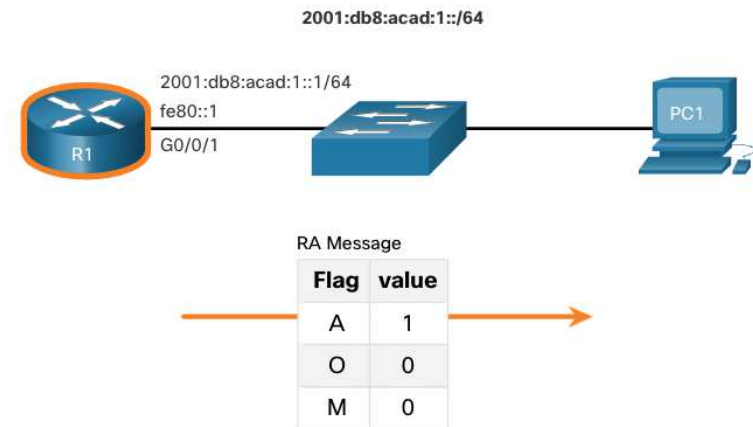 2001:db8:acad:1::/64
2001:db8:acad:1::1/64
fe80::1
G0/0/1
R1
PC1
RA Message
Flag value
A 1
O 0
M 0